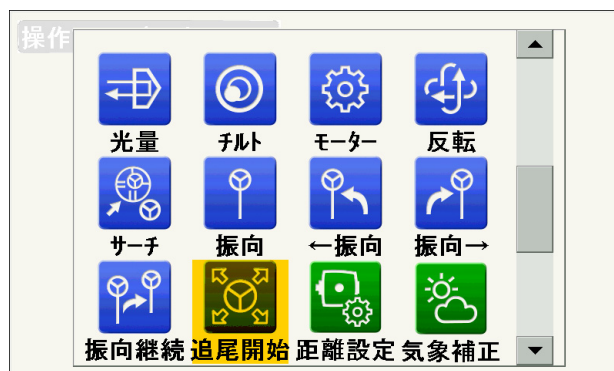 操作
光量 チルト モーター 反転
サーチ 振向 ←振向 振向→
振向継続 追尾開始 距離設定 気象補正